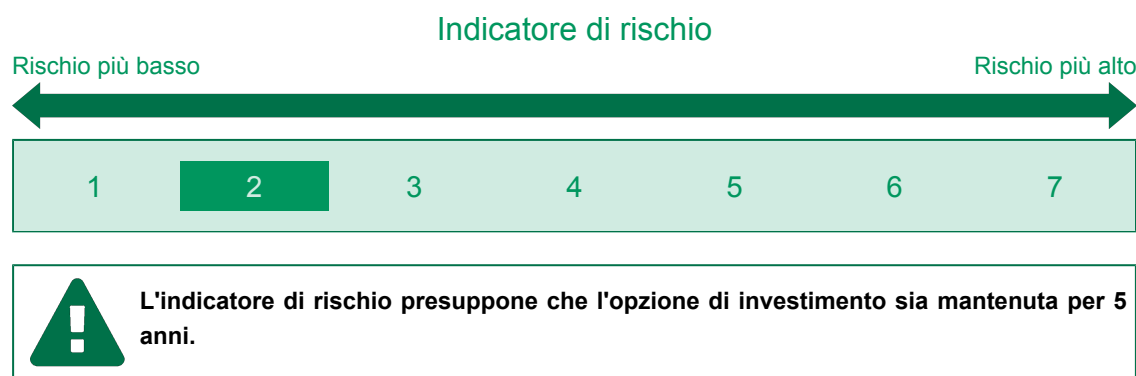 Indicatore di rischio
Rischio più basso
Rischio più alto
1 2 3 4 5 6 7
L'indicatore di rischio presuppone che l'opzione di investimento sia mantenuta per 5
anni.